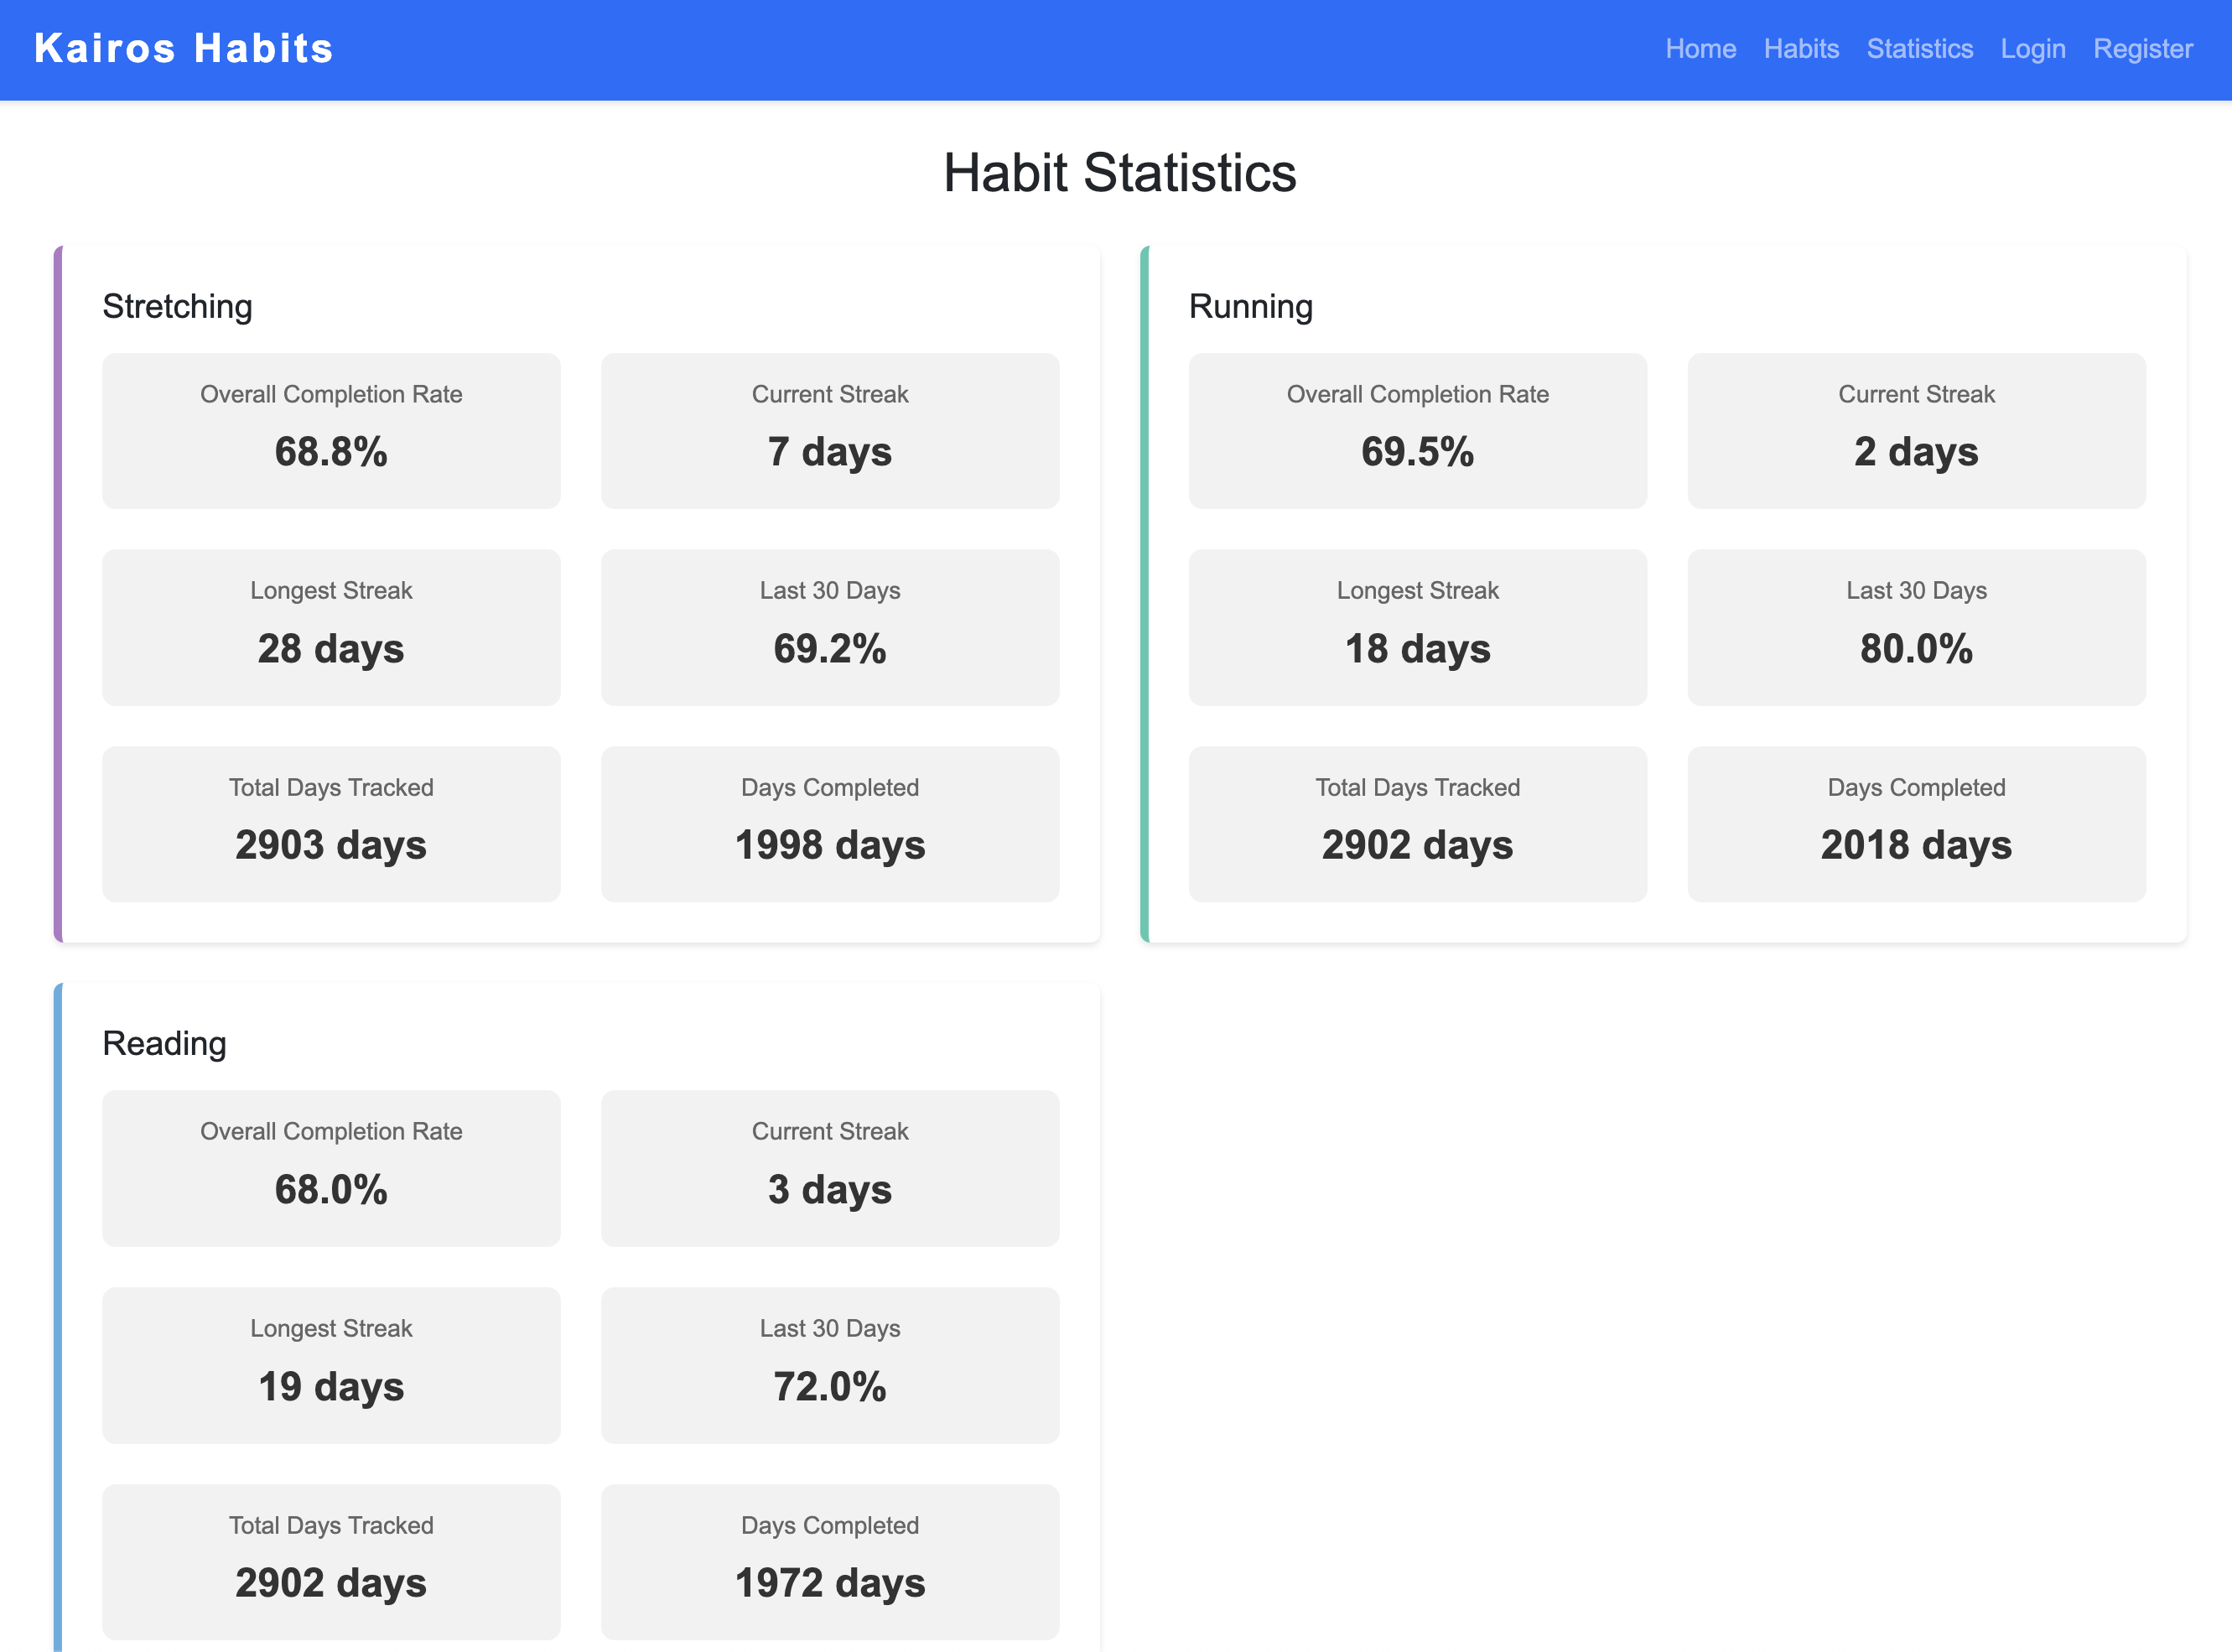 Kairos Habits
Home Habits Statistics Login Register
Habit Statistics
Stretching
Overall Completion Rate
68.8%
Current Streak
7 days
Longest Streak
28 days
Last 30 Days
69.2%
Total Days Tracked
2903 days
Days Completed
1998 days
Running
Overall Completion Rate
69.5%
Current Streak
2 days
Longest Streak
18 days
Last 30 Days
80.0%
Total Days Tracked
2902 days
Days Completed
2018 days
Reading
Overall Completion Rate
68.0%
Current Streak
3 days
Longest Streak
19 days
Last 30 Days
72.0%
Total Days Tracked
2902 days
Days Completed
1972 days